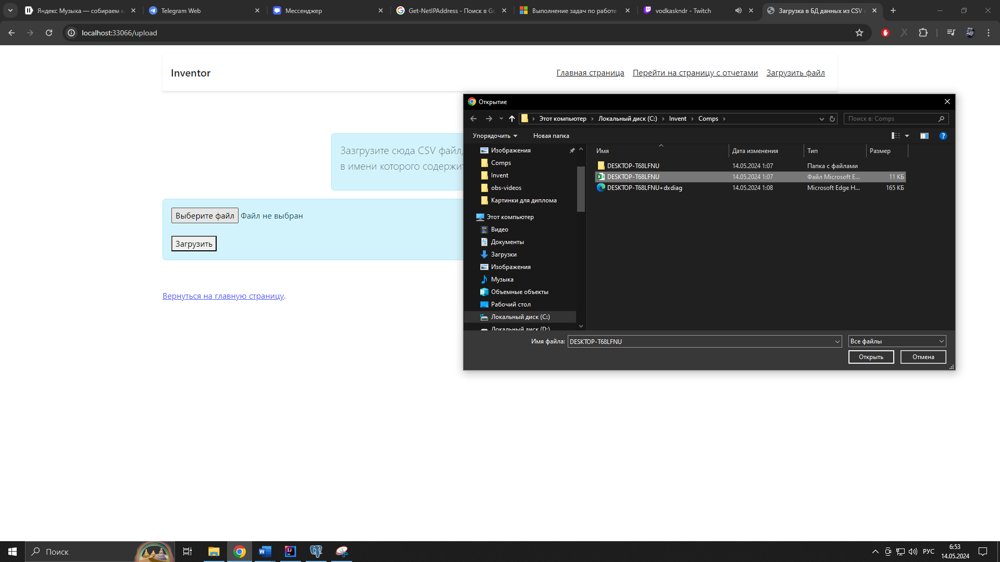 Яндекс Музыка — собираем м
Telegram Web
Мессенджер
Get-NetIPAddress - Поиск в Go
Выполнение задач по работе
vodkaskndr - Twitch
Загрузка в БД данных из CSV
localhost:33066/upload
Inventor
Главная страница
Перейти на страницу с отчетами
Загрузить файл
Зазгрузите сюда CSV файл,
в имени которого содержит
Выберите файл Файл не выбран
Загрузить
Вернуться на главную страницу.
Открытие
Этот компьютер
Локальный диск (C:)
Invent
Comps
Поиск в: Comps
Упорядочить
Новая папка
Изображения
Comps
Invent
obs-videos
Картинки для диплома
Этот компьютер
Видео
Документы
Загрузки
Изображения
Музыка
Объемные объекты
Рабочий стол
Локальный диск (C:)
Локальный диск (D:)
Имя Дата изменения Тип Размер
DESKTOP-T68LFNU 14.05.2024 1:07 Папка с файлами
DESKTOP-T68LFNU 14.05.2024 1:07 Файл Microsoft E... 11 КБ
DESKTOP-T68LFNU+dxdiag 14.05.2024 1:08 Microsoft Edge H... 165 КБ
Имя файла: DESKTOP-T68LFNU
Все файлы
Открыть
Отмена
Поиск
РУС
6:53
14.05.2024